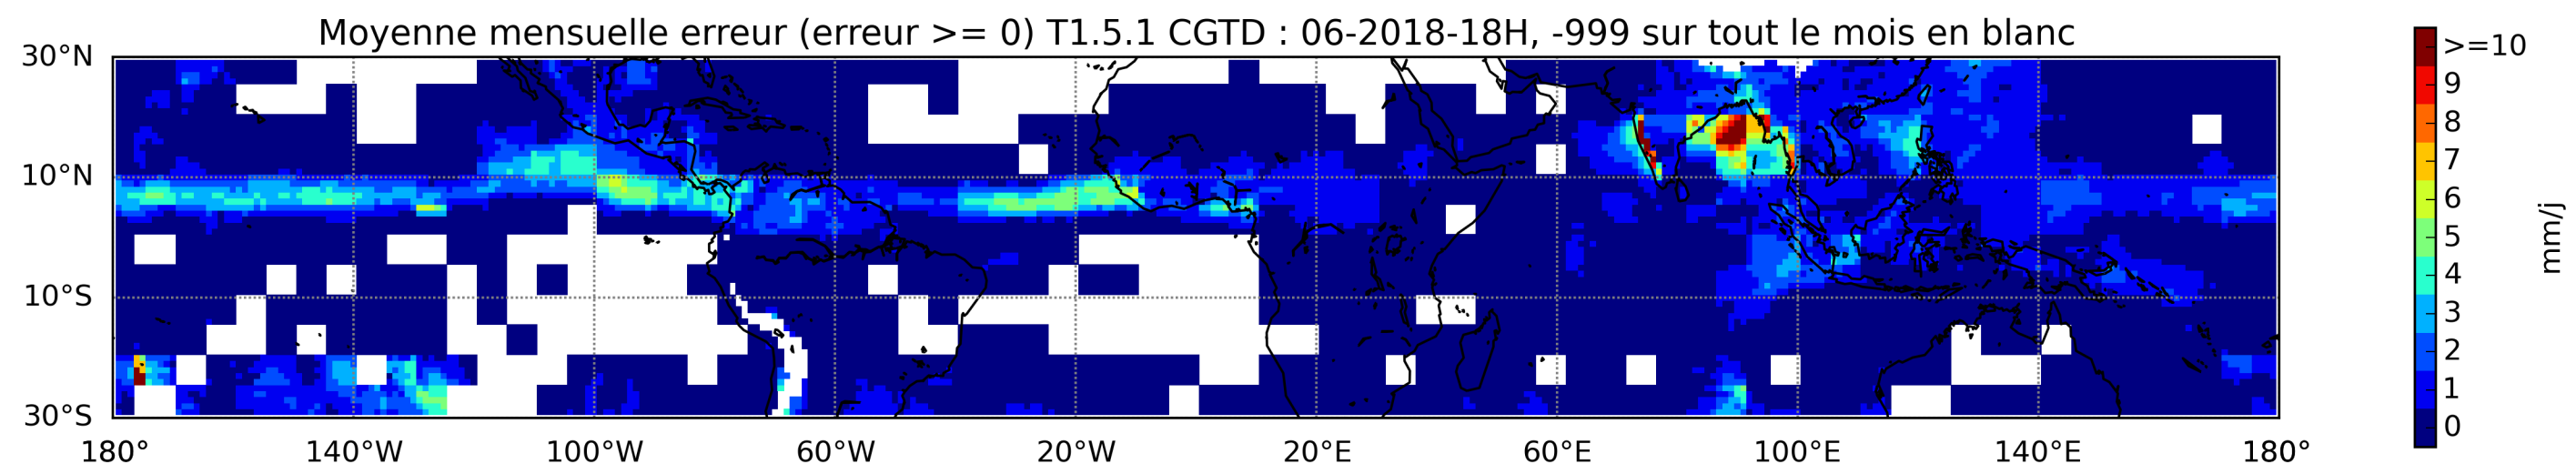 Moyenne mensuelle erreur (erreur >= 0) T1.5.1 CGTD : 06-2018-18H, -999 sur tout le mois en blanc
30°N
10°N
10°S
30°S
180° 140°W 100°W 60°W 20°W 20°E 60°E 100°E 140°E 180°
>=10
9
8
7
6
5
4
3
2
1
0
mm/j